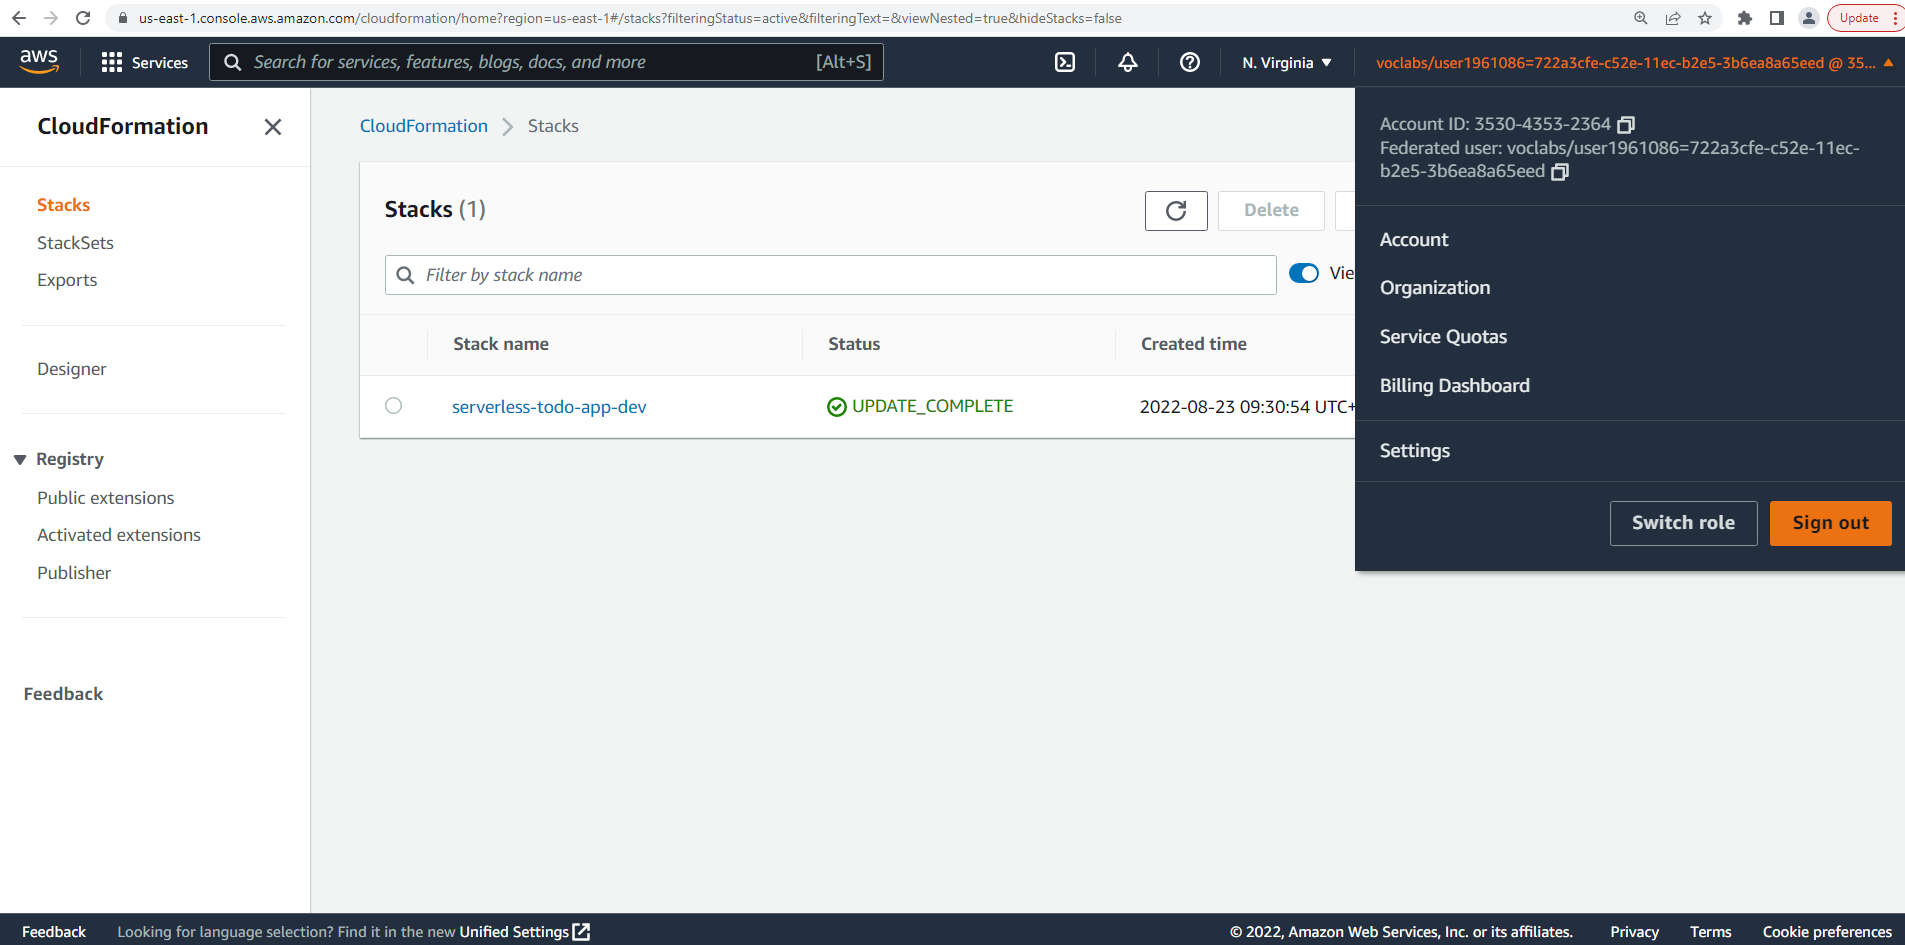 us-east-1.console.aws.amazon.com/cloudformation/home?region=us-east-1#/stacks?filteringStatus=active&filteringText=&viewNested=true&hideStacks=false
Update
aws
Services
Search for services, features, blogs, docs, and more
[Alt+S]
N. Virginia
voclabs/user1961086=722a3cfe-c52e-11ec-b2e5-3b6ea8a65eed @ 35...
Account ID: 3530-4353-2364
Federated user: voclabs/user1961086=722a3cfe-c52e-11ec-
b2e5-3b6ea8a65eed
Account
Organization
Service Quotas
Billing Dashboard
Settings
Switch role
Sign out
CloudFormation
Stacks
StackSets
Exports
Designer
Registry
Public extensions
Activated extensions
Publisher
Feedback
CloudFormation
Stacks
Stacks (1)
Delete
Filter by stack name
Vie
Stack name
Status
Created time
serverless-todo-app-dev
UPDATE_COMPLETE
2022-08-23 09:30:54 UTC+
Feedback
Looking for language selection? Find it in the new Unified Settings
© 2022, Amazon Web Services, Inc. or its affiliates.
Privacy
Terms
Cookie preferences